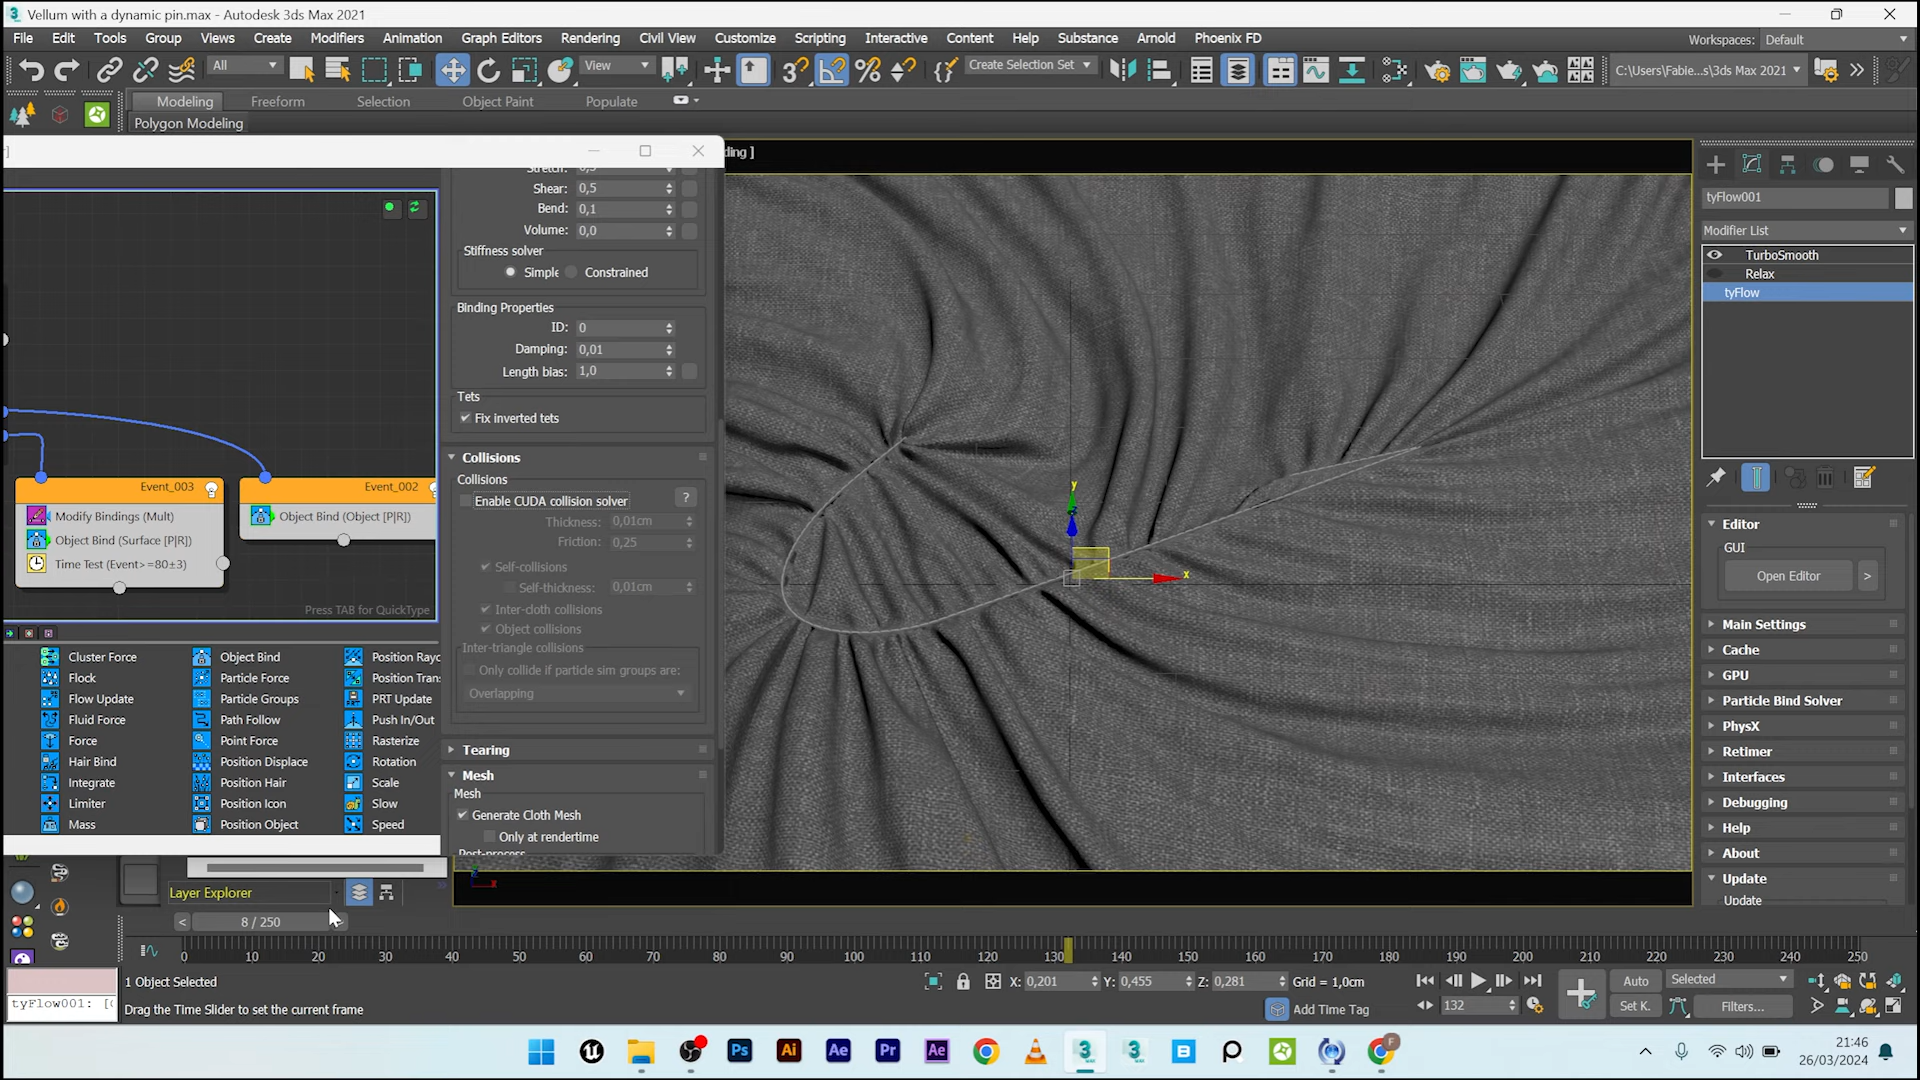 Vellum with a dynamic pin.max - Autodesk 3ds Max 2021
File Edit Tools Group Views Create Modifiers Animation Graph Editors Rendering Civil View Customize Scripting Interactive Content Help Substance Arnold Phoenix FD
Workspaces: Default
All View Create Selection Set C:\Users\Fabie...s\3ds Max 2021
Modeling Freeform Selection Object Paint Populate
Polygon Modeling
ding ]
Stretch: 0,5
Shear: 0,5
Bend: 0,1
Volume: 0,0
Stiffness solver
Simple Constrained
Binding Properties
ID: 0
Damping: 0,01
Length bias: 1,0
Tets
Fix inverted tets
Collisions
Collisions
Enable CUDA collision solver ?
Thickness: 0,01cm
Friction: 0,25
Self-collisions
Self-thickness: 0,01cm
Inter-cloth collisions
Object collisions
Inter-triangle collisions
Only collide if particle sim groups are:
Overlapping
Tearing
Mesh
Mesh
Generate Cloth Mesh
Only at rendertime
Post-process
Event_003
Modify Bindings (Mult)
Object Bind (Surface [P|R])
Time Test (Event>=80±3)
Event_002
Object Bind (Object [P|R])
Press TAB for QuickType
Cluster Force Object Bind Position Rayc
Flock Particle Force Position Tran
Flow Update Particle Groups PRT Update
Fluid Force Path Follow Push In/Out
Force Point Force Rasterize
Hair Bind Position Displace Rotation
Integrate Position Hair Scale
Limiter Position Icon Slow
Mass Position Object Speed
y
x
z
x
tyFlow001
Modifier List
TurboSmooth
Relax
tyFlow
Editor
GUI
Open Editor >
Main Settings
Cache
GPU
Particle Bind Solver
PhysX
Retimer
Interfaces
Debugging
Help
About
Update
Update
Layer Explorer
< 8 / 250
0 10 20 30 40 50 60 70 80 90 100 110 120 130 140 150 160 170 180 190 200 210 220 230 240 250
1 Object Selected
X: 0,201 Y: 0,455 Z: 0,281 Grid = 1,0cm
Auto Selected
tyFlow001: [
Drag the Time Slider to set the current frame
Add Time Tag
132
Set K. Filters...
Ps Ai Ae Pr Ae 3 3 B F
21:46
26/03/2024